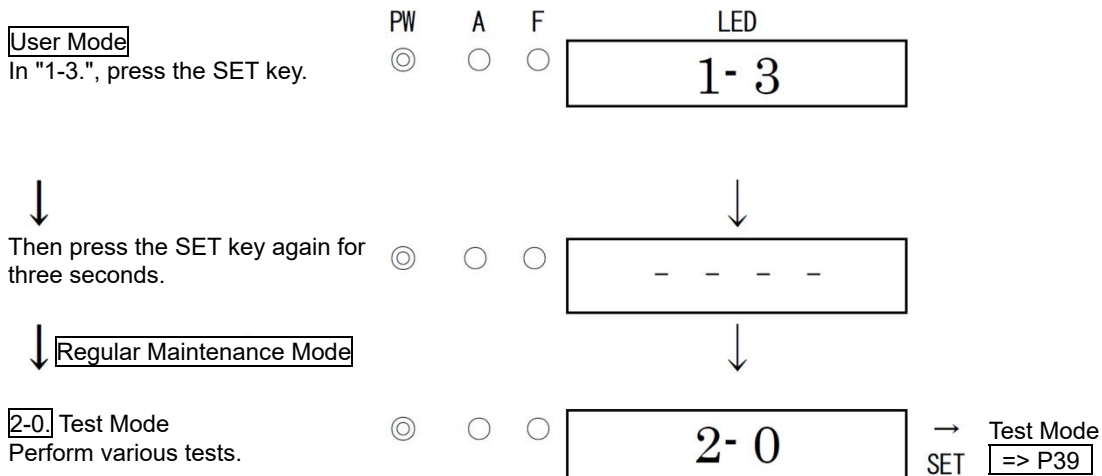 PW A F LED
User Mode
In "1-3.", press the SET key.
◎ ○ ○ 1- 3
↓ ↓
Then press the SET key again for
three seconds.
◎ ○ ○ - - - -
↓ Regular Maintenance Mode ↓
2-0. Test Mode
Perform various tests.
◎ ○ ○ 2- 0 → Test Mode
SET => P39